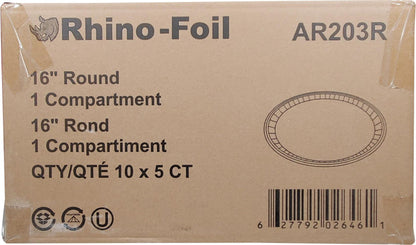 Rhino-Foil AR203R
16" Round
1 Compartment
16" Rond
1 Compartiment
QTY/QTÉ 10 x 5 CT
6 27792 02646 1